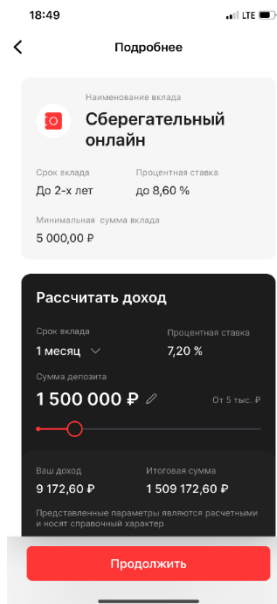 18:49
LTE
Подробнее
Наименование вклада
Сберегательный
онлайн
Срок вклада
Процентная ставка
До 2-х лет
до 8,60 %
Минимальная сумма вклада
5 000,00 ₽
Рассчитать доход
Срок вклада
Процентная ставка
1 месяц
7,20 %
Сумма депозита
1 500 000 ₽
От 5 тыс. ₽
Ваш доход
Итоговая сумма
9 172,60 ₽
1 509 172,60 ₽
Представленные параметры являются расчетными
и носят справочный характер
Продолжить